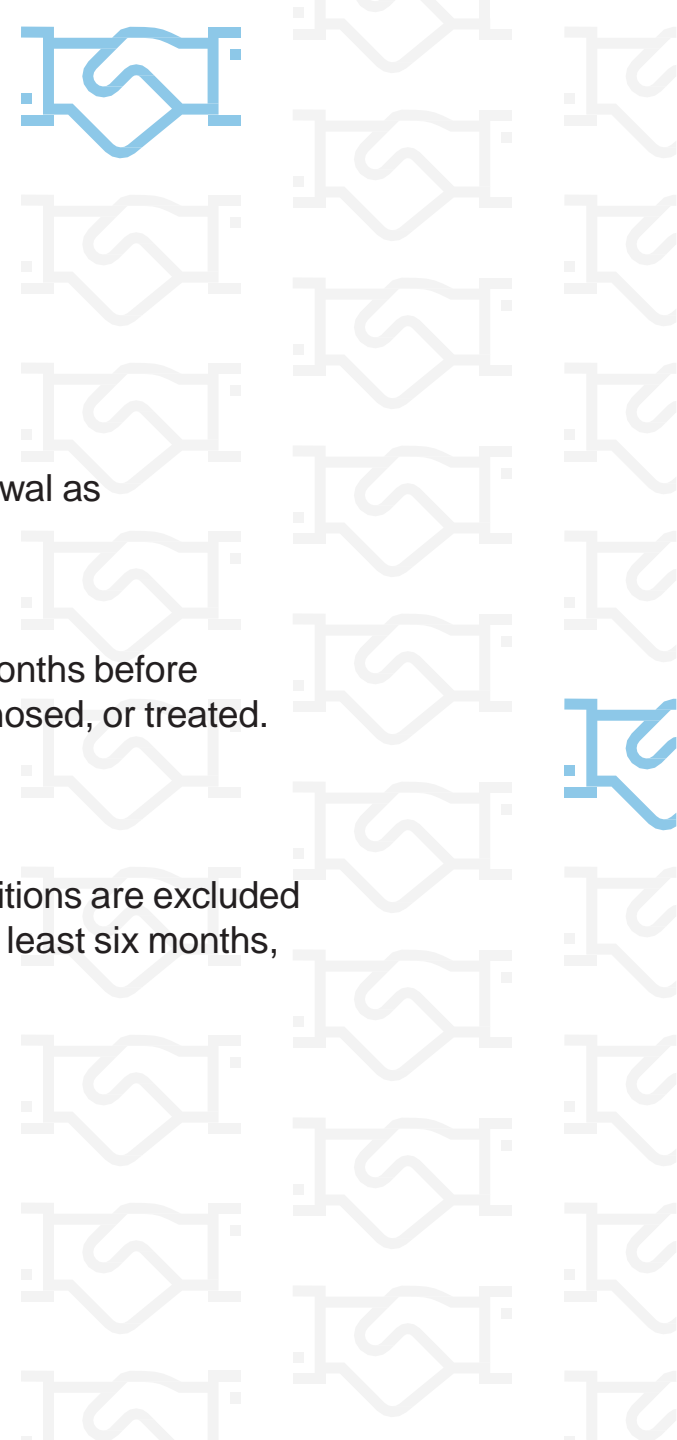 wal as
onths before
nosed, or treated.
itions are excluded
least six months,